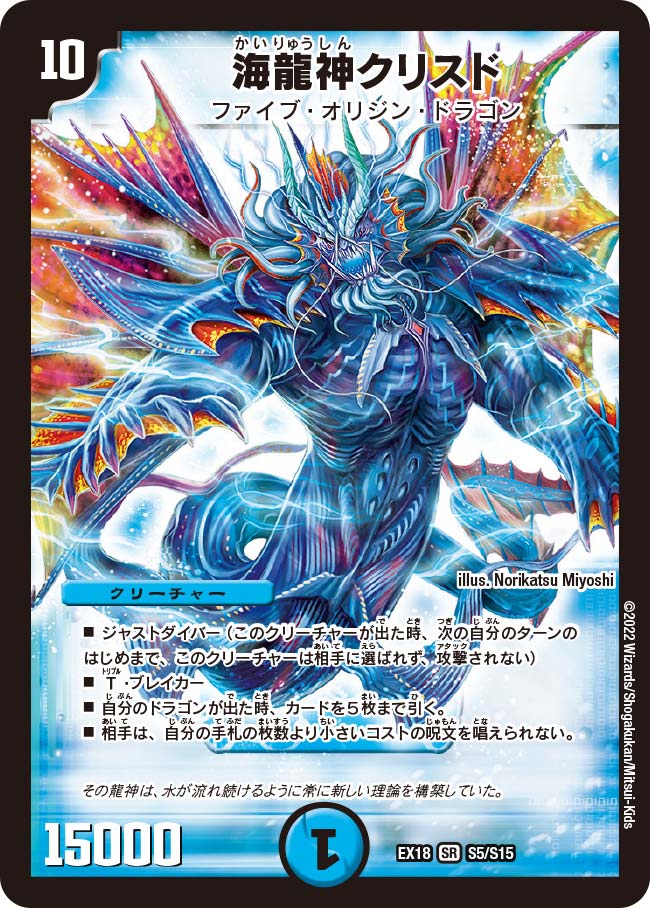 10
かいりゅうしん
海龍神クリスド
ファイブ・オリジン・ドラゴン
illus. Norikatsu Miyoshi
クリーチャー
■ ジャストダイバー(このクリーチャーが出た時、次の自分のターンの
はじめまで、このクリーチャーは相手に選ばれず、攻撃されない)
■ T・ブレイカー
■ 自分のドラゴンが出た時、カードを5枚まで引く。
■ 相手は、自分の手札の枚数より小さいコストの呪文を唱えられない。
その龍神は、水が流れ続けるように常に新しい理論を構築していた。
15000
EX18 SR S5/S15
©2022 Wizards/Shogakukan/Mitsui-Kids